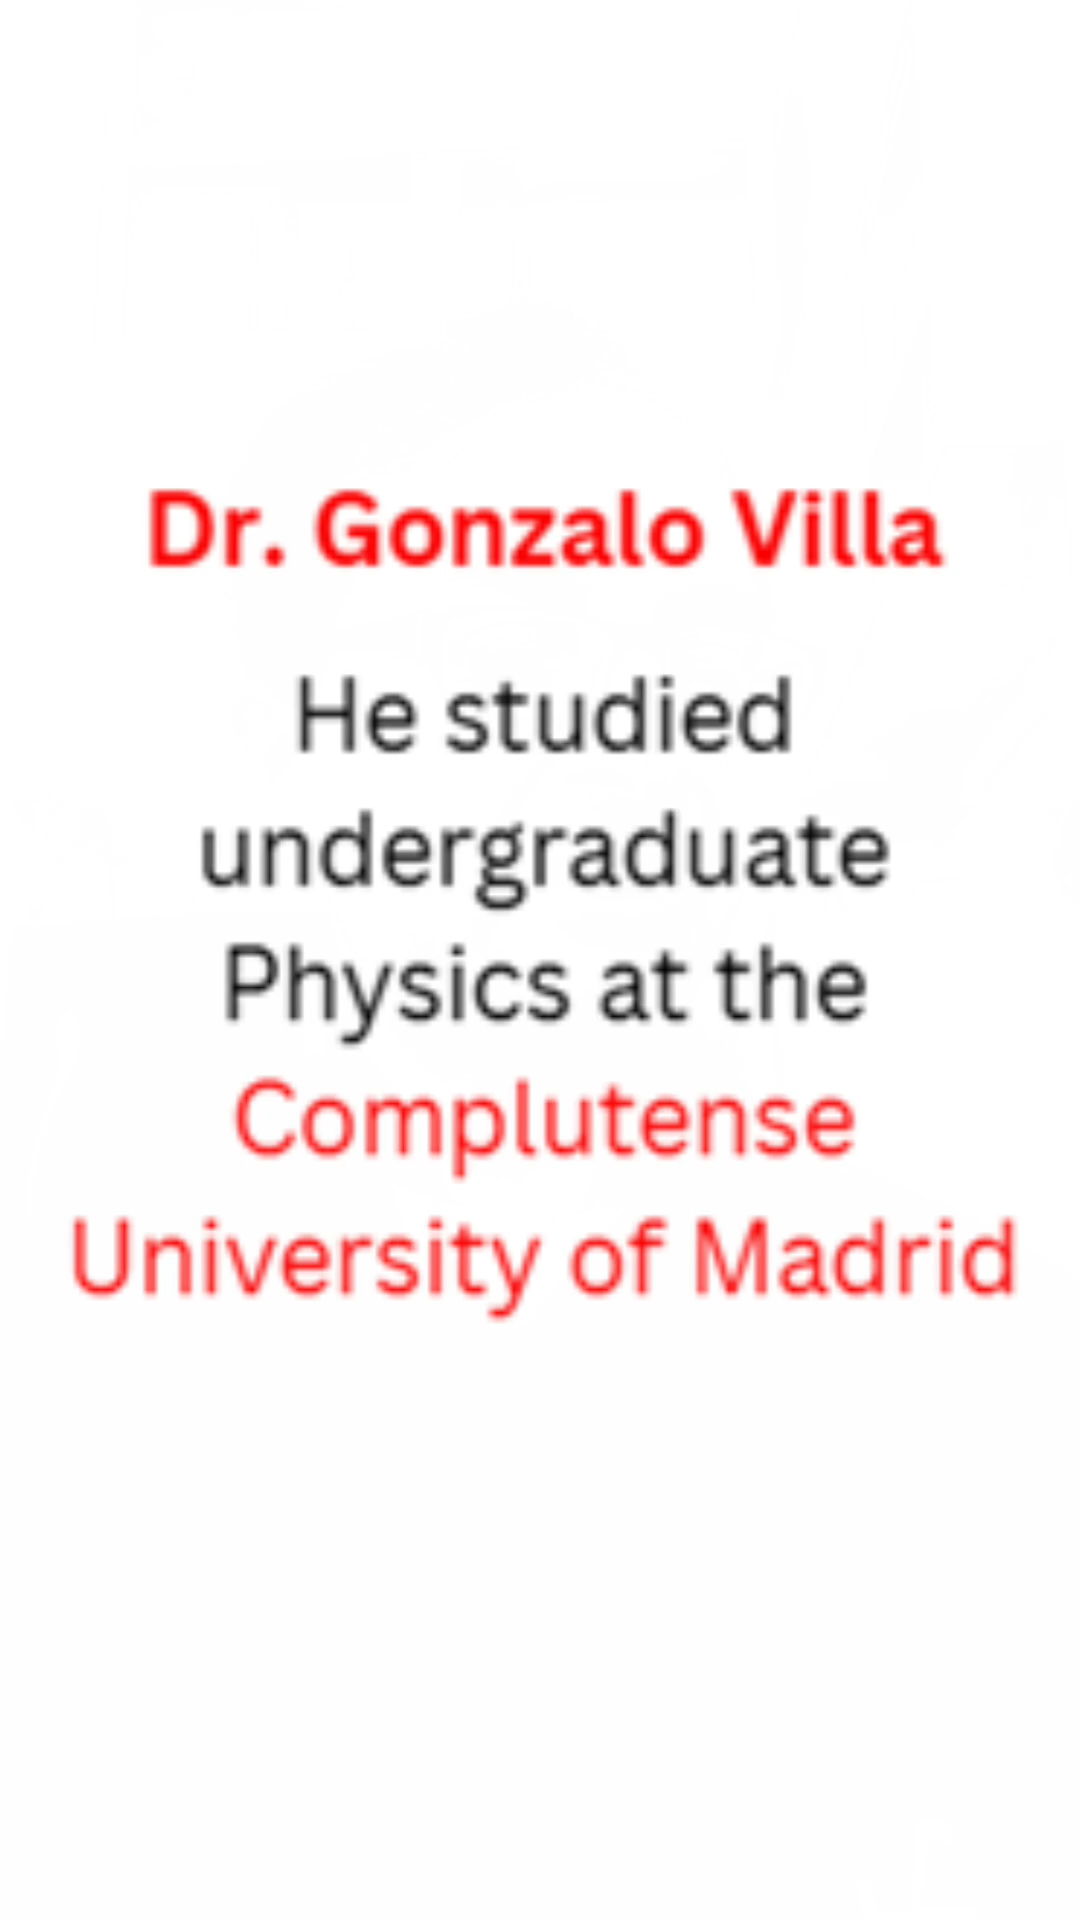 Dr. Gonzalo Villa
He studied
undergraduate
Physics at the
Complutense
University of Madrid